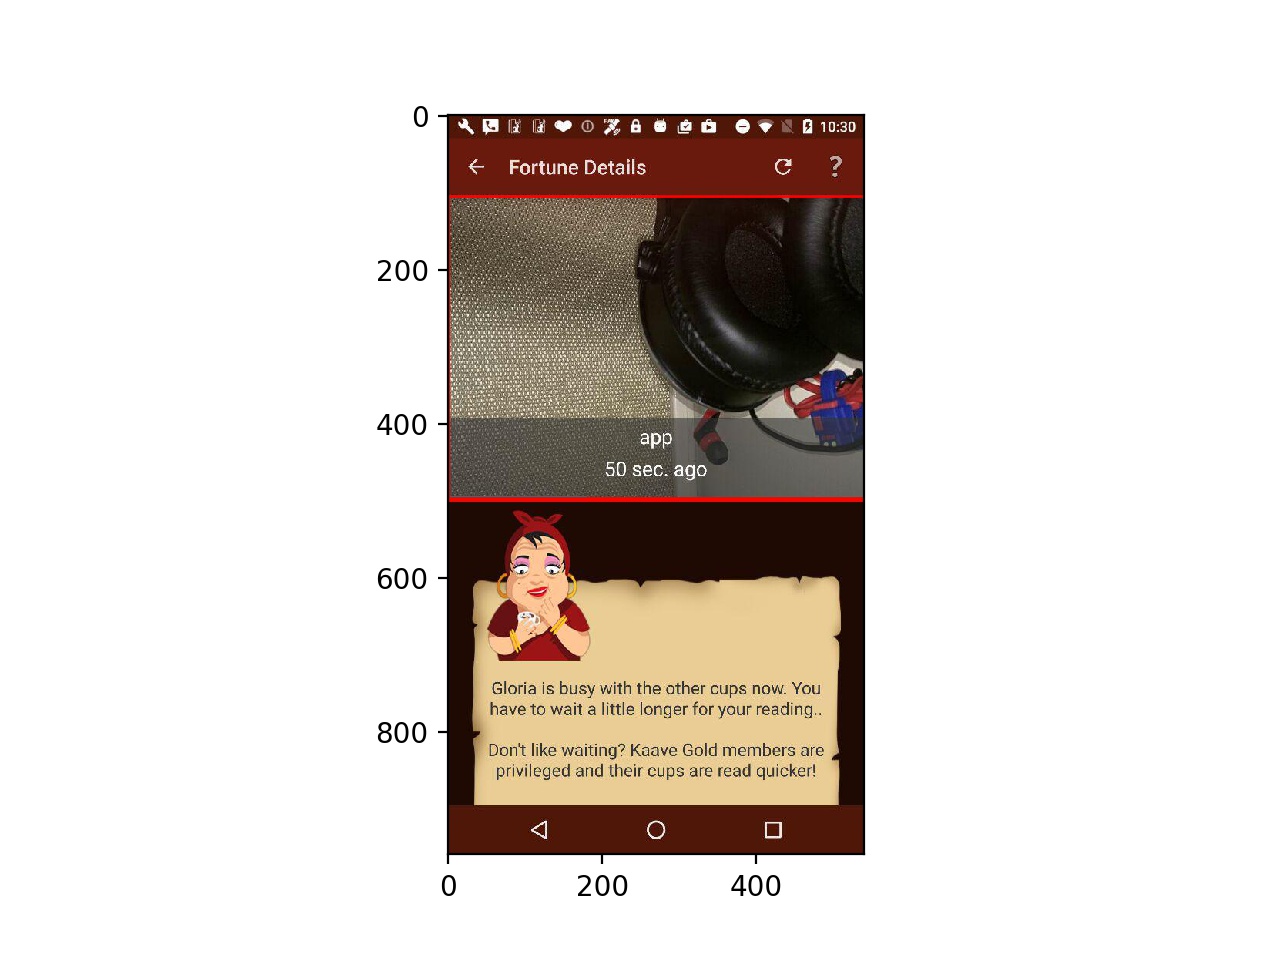 0
200
400
600
800
10:30
Fortune Details
?
app
50 sec. ago
Gloria is busy with the other cups now. You
have to wait a little longer for your reading..
Don't like waiting? Kaave Gold members are
privileged and their cups are read quicker!
0
200
400